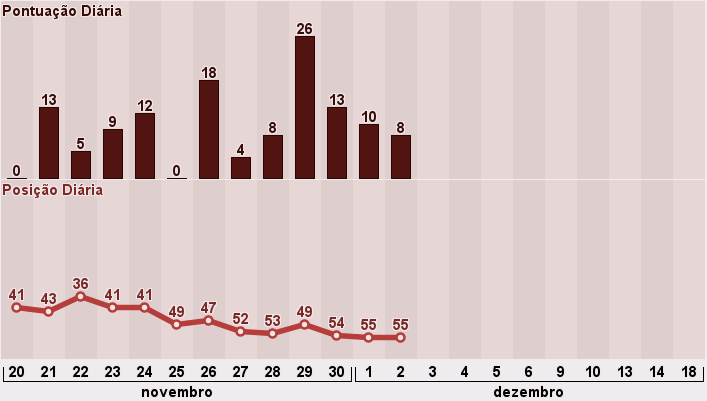 Pontuação Diária
0 13 5 9 12 0 18 4 8 26 13 10 8
Posição Diária
41 43 36 41 41 49 47 52 53 49 54 55 55
20 21 22 23 24 25 26 27 28 29 30 1 2 3 4 5 6 9 10 13 14 18
novembro dezembro